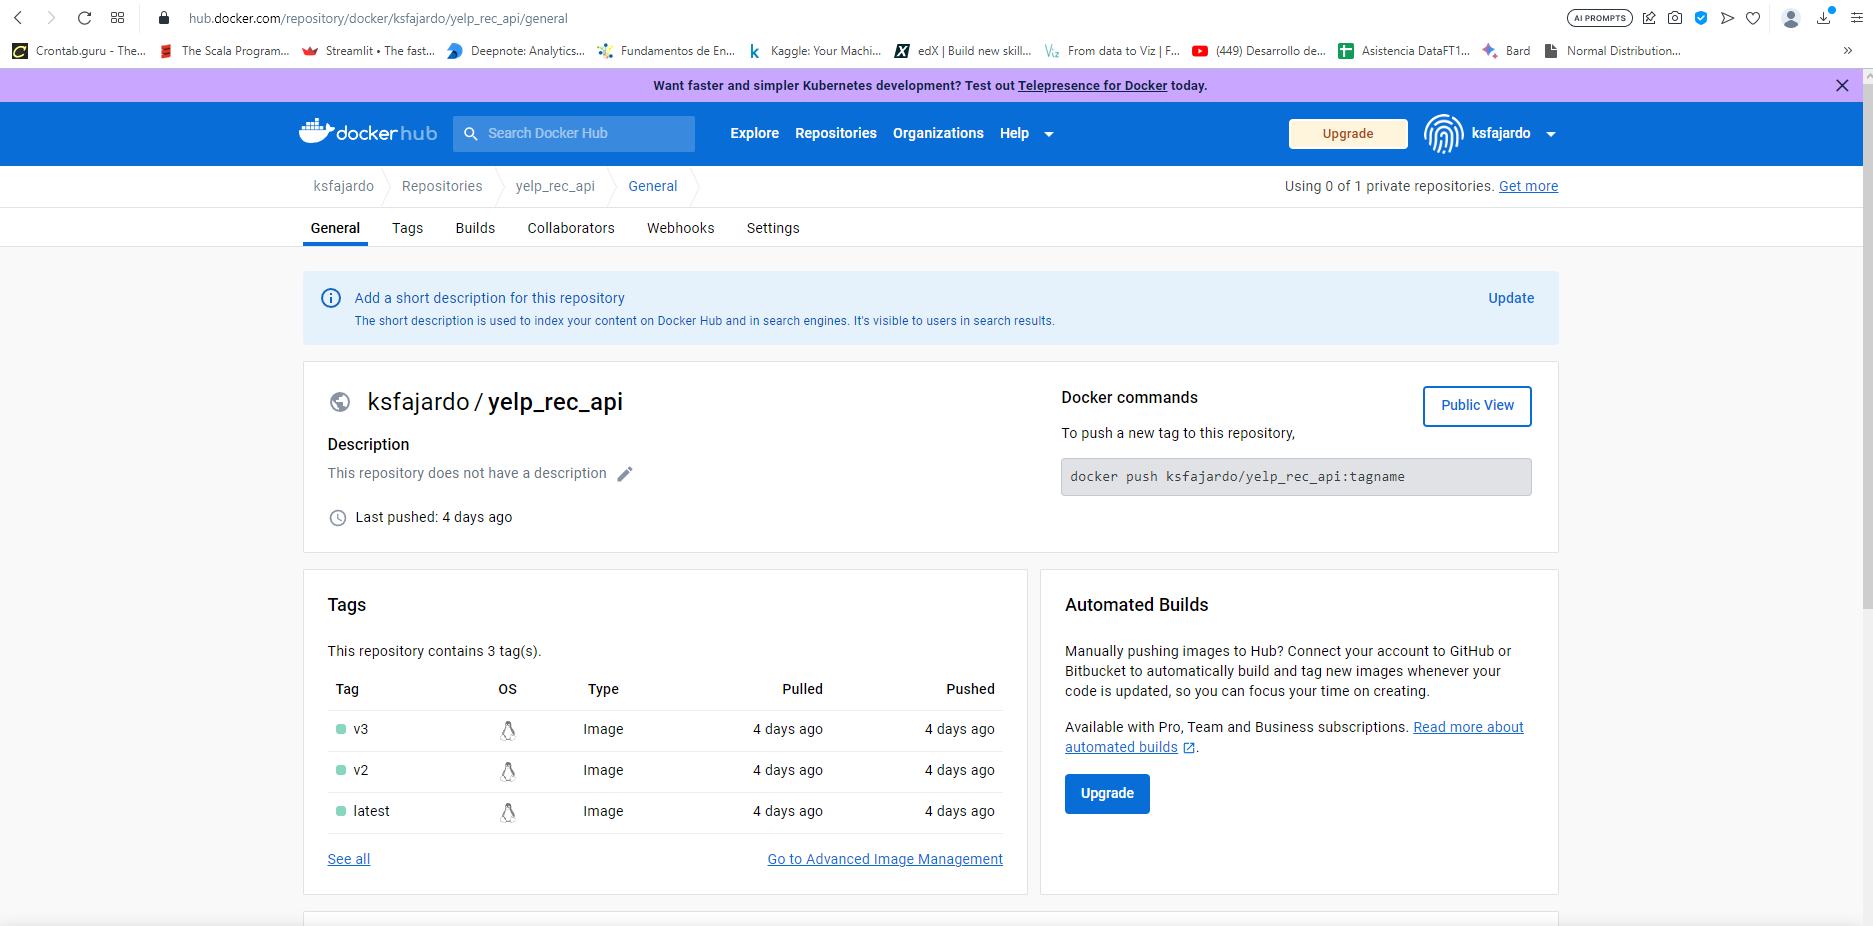 hub.docker.com/repository/docker/ksfajardo/yelp_rec_api/general
AI PROMPTS
Crontab.guru - The...
The Scala Program...
Streamlit • The fast...
Deepnote: Analytics...
Fundamentos de En...
Kaggle: Your Machi...
edX | Build new skill...
From data to Viz | F...
(449) Desarrollo de...
Asistencia DataFT1...
Bard
Normal Distribution...
»
Want faster and simpler Kubernetes development? Test out Telepresence for Docker today.
dockerhub
Search Docker Hub
Explore
Repositories
Organizations
Help
Upgrade
ksfajardo
ksfajardo
Repositories
yelp_rec_api
General
Using 0 of 1 private repositories. Get more
General
Tags
Builds
Collaborators
Webhooks
Settings
Add a short description for this repository
Update
The short description is used to index your content on Docker Hub and in search engines. It's visible to users in search results.
ksfajardo / yelp_rec_api
Description
This repository does not have a description
Last pushed: 4 days ago
Docker commands
Public View
To push a new tag to this repository,
docker push ksfajardo/yelp_rec_api:tagname
Tags
This repository contains 3 tag(s).
Tag OS Type Pulled Pushed
v3 Image 4 days ago 4 days ago
v2 Image 4 days ago 4 days ago
latest Image 4 days ago 4 days ago
See all
Go to Advanced Image Management
Automated Builds
Manually pushing images to Hub? Connect your account to GitHub or
Bitbucket to automatically build and tag new images whenever your
code is updated, so you can focus your time on creating.
Available with Pro, Team and Business subscriptions. Read more about
automated builds.
Upgrade